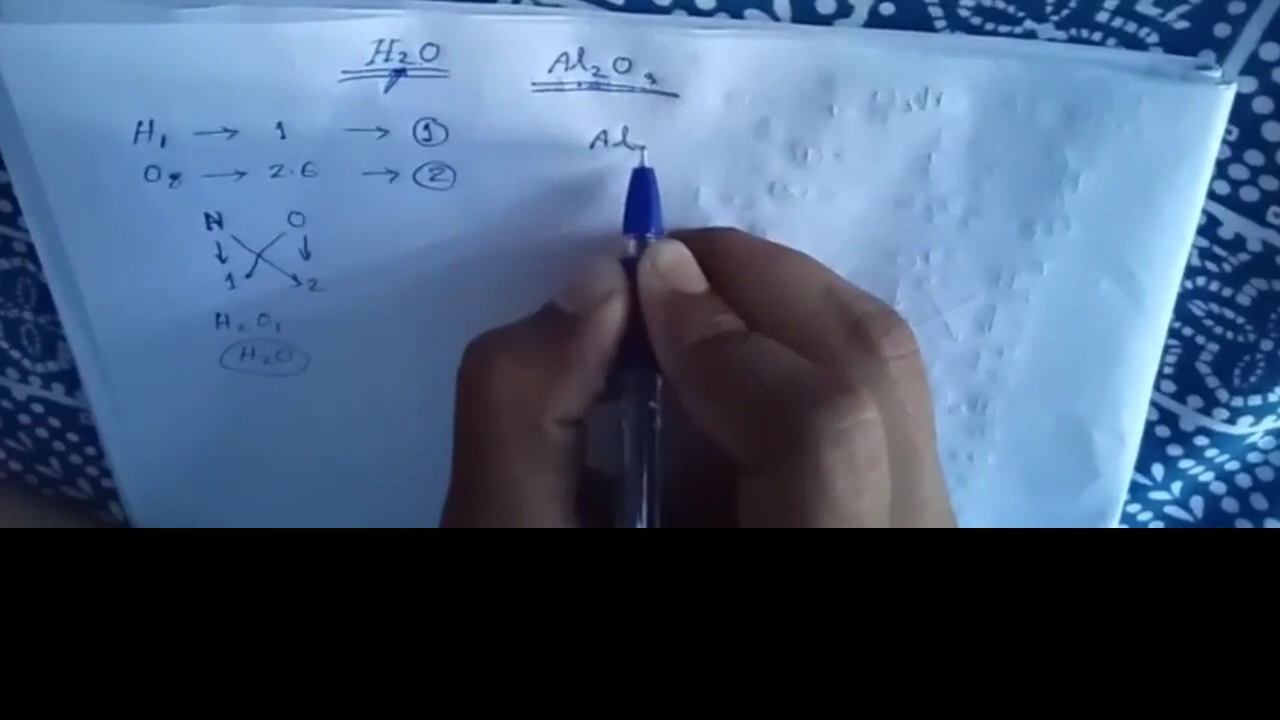 H₂O Al₂O₃
H₁ → 1 → ①
O₈ → 2.6 → ②
N O
1 2
H₂O₁
H₂O
Al